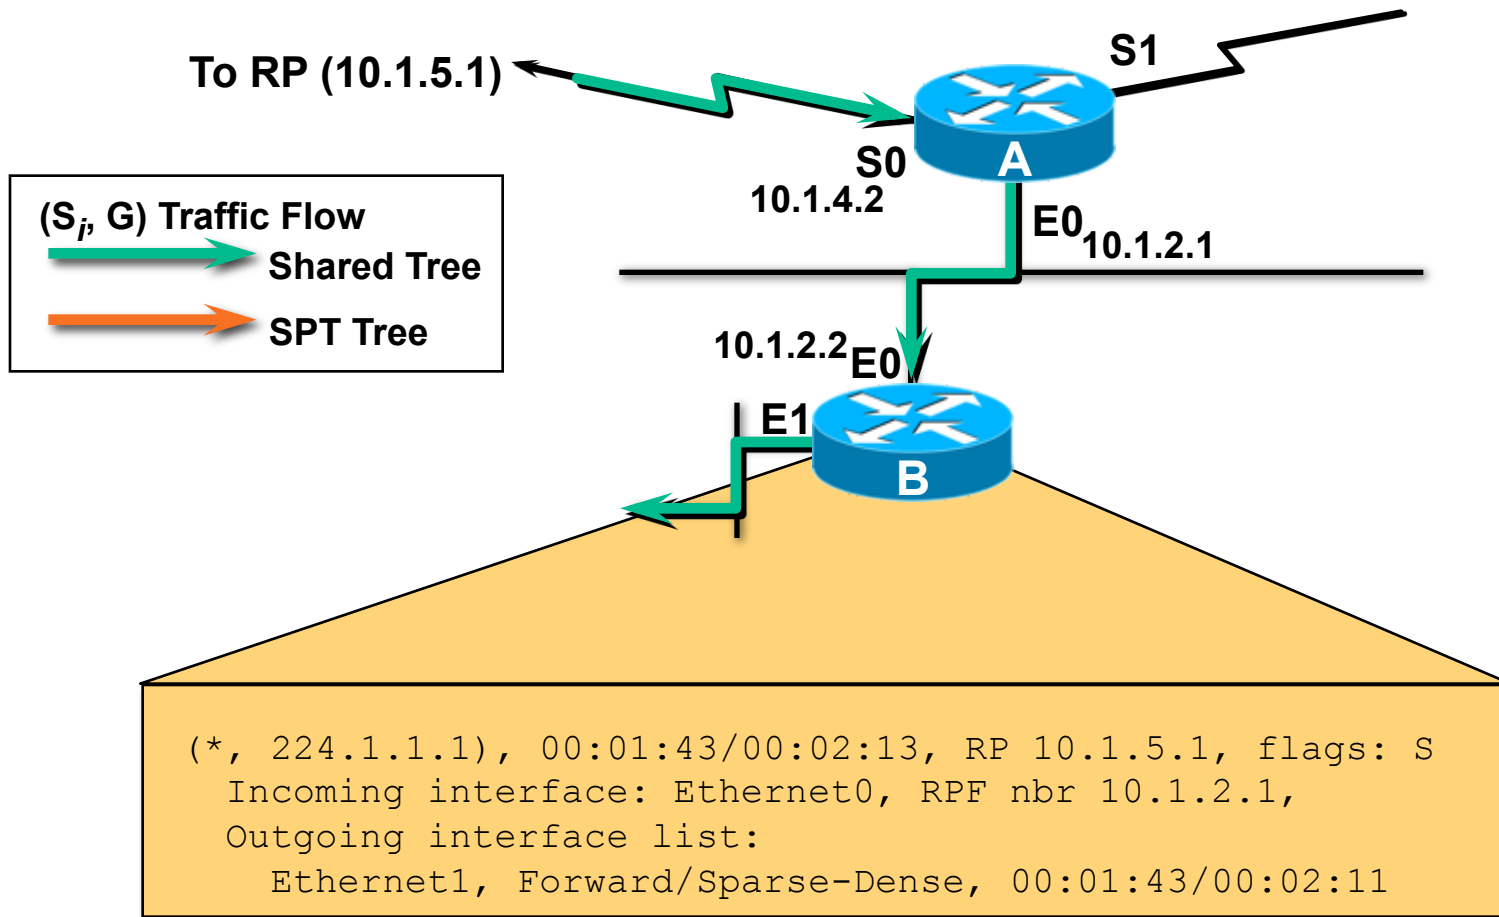 To RP (10.1.5.1)
S1
A
S0
10.1.4.2
E0
10.1.2.1
(Si, G) Traffic Flow
Shared Tree
SPT Tree
10.1.2.2
E0
E1
B
(*, 224.1.1.1), 00:01:43/00:02:13, RP 10.1.5.1, flags: S
Incoming interface: Ethernet0, RPF nbr 10.1.2.1,
Outgoing interface list:
Ethernet1, Forward/Sparse-Dense, 00:01:43/00:02:11